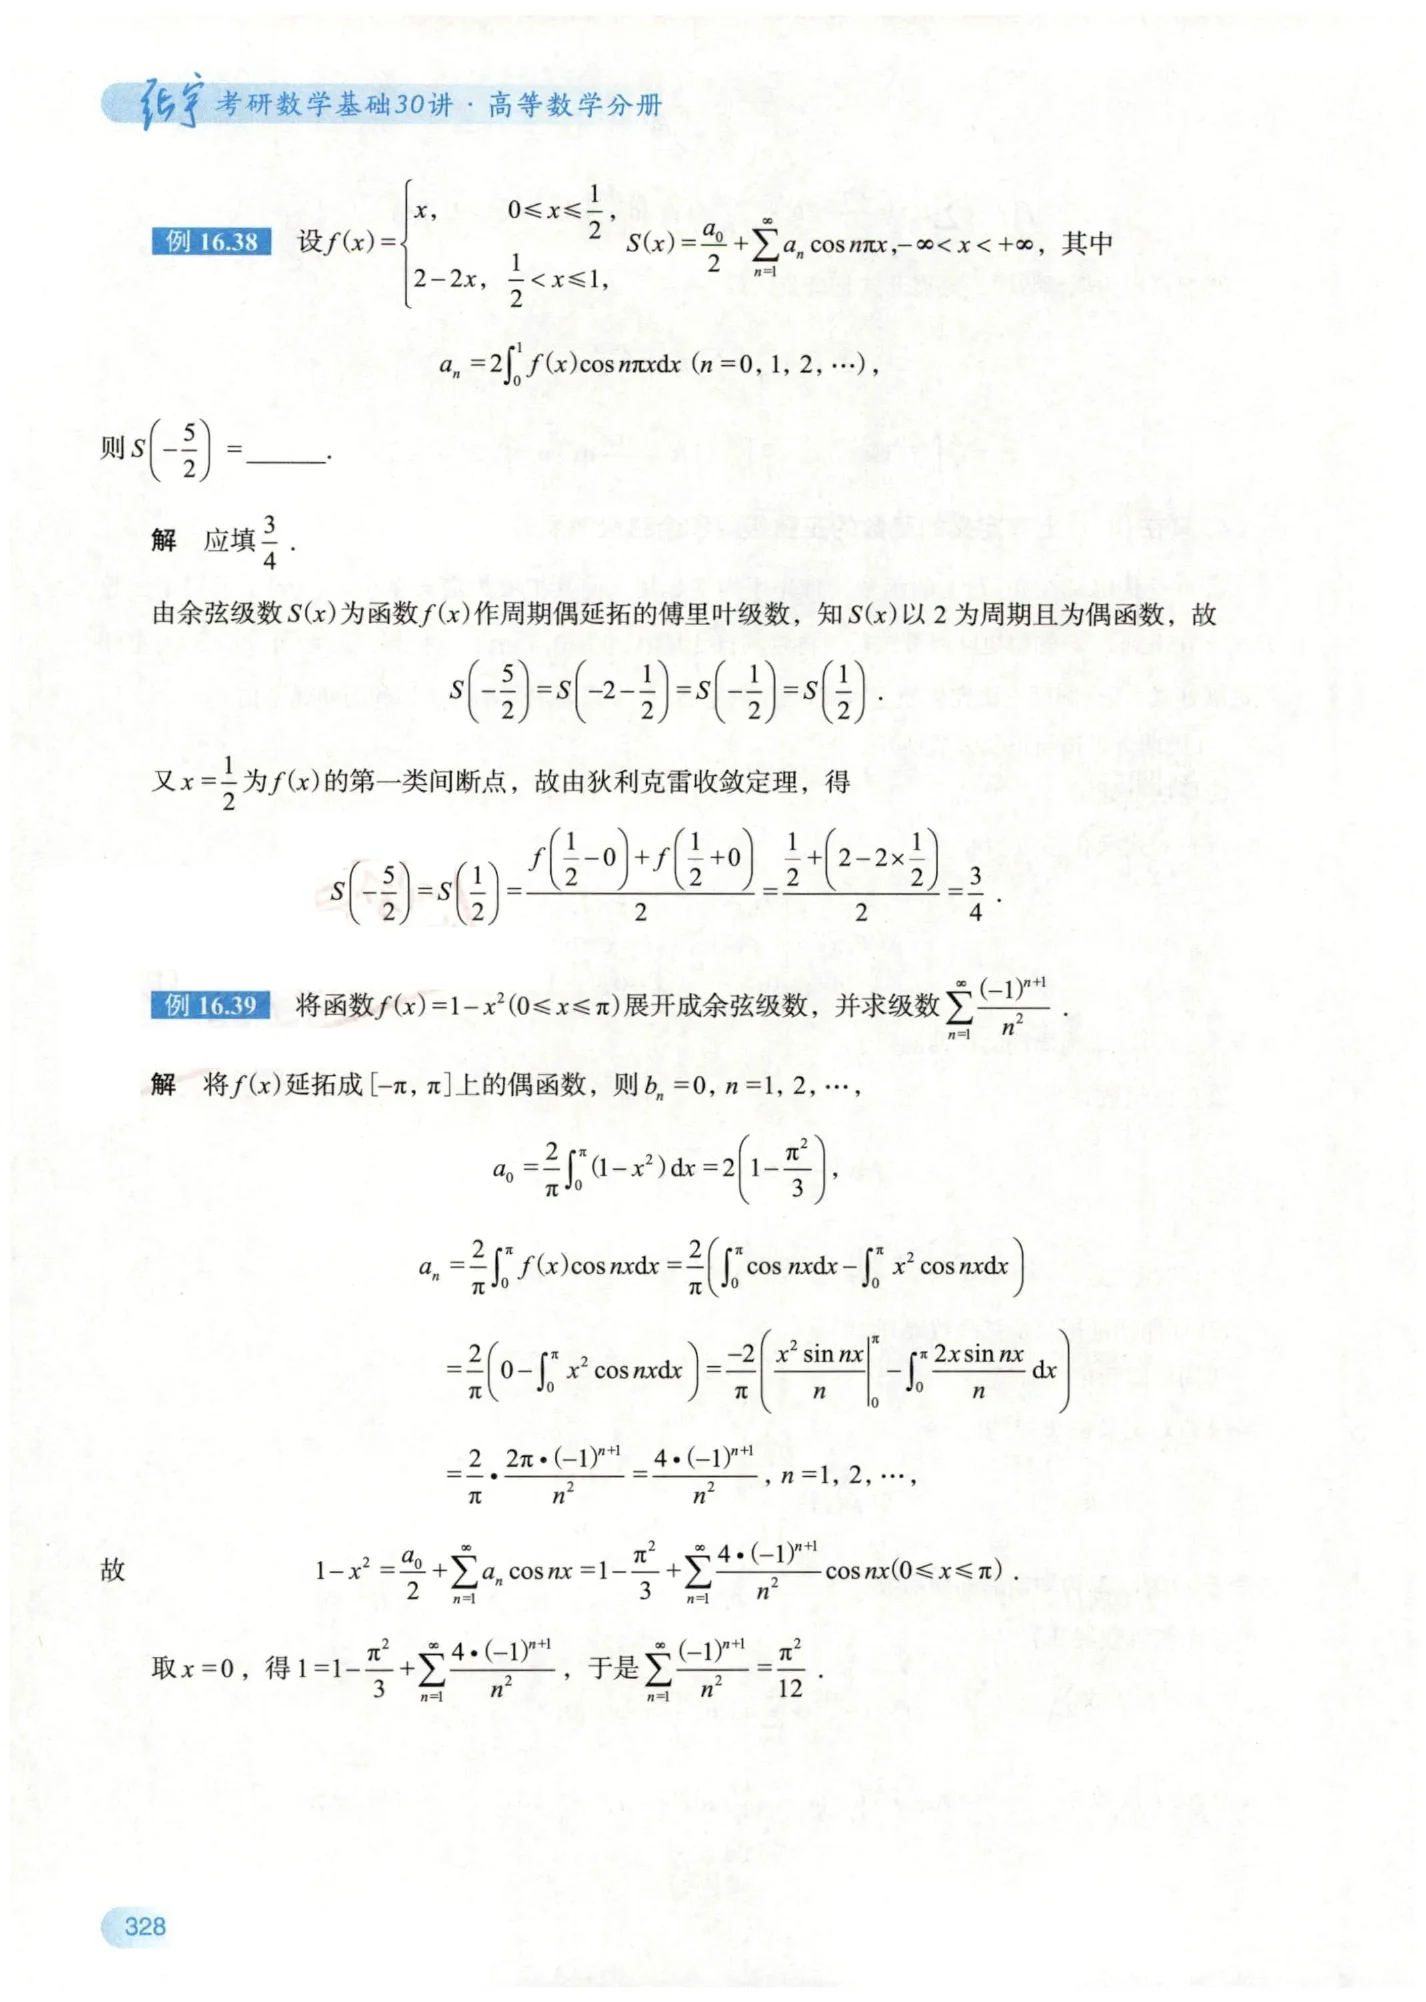 张宇 考研数学基础30讲·高等数学分册
例 16.38 设 $f(x)=\begin{cases}x, & 0\leqslant x\leqslant \frac{1}{2},\\ 2-2x, & \frac{1}{2}<x\leqslant 1,\end{cases}$ $S(x)=\frac{a_0}{2}+\sum_{n=1}^{\infty}a_n\cos n\pi x,-\infty<x<+\infty$，其中
$a_n=2\int_0^1 f(x)\cos n\pi x\mathrm{d}x\ (n=0,1,2,\cdots)$，
则 $S\left(-\frac{5}{2}\right)=$______.
解 应填 $\frac{3}{4}$.
由余弦级数 $S(x)$ 为函数 $f(x)$ 作周期偶延拓的傅里叶级数，知 $S(x)$ 以 2 为周期且为偶函数，故
$S\left(-\frac{5}{2}\right)=S\left(-2-\frac{1}{2}\right)=S\left(-\frac{1}{2}\right)=S\left(\frac{1}{2}\right)$.
又 $x=\frac{1}{2}$ 为 $f(x)$ 的第一类间断点，故由狄利克雷收敛定理，得
$S\left(-\frac{5}{2}\right)=S\left(\frac{1}{2}\right)=\frac{f\left(\frac{1}{2}-0\right)+f\left(\frac{1}{2}+0\right)}{2}=\frac{\frac{1}{2}+\left(2-2\times\frac{1}{2}\right)}{2}=\frac{3}{4}$.
例 16.39 将函数 $f(x)=1-x^2(0\leqslant x\leqslant \pi)$ 展开成余弦级数，并求级数 $\sum_{n=1}^{\infty}\frac{(-1)^{n+1}}{n^2}$.
解 将 $f(x)$ 延拓成 $[-\pi,\pi]$ 上的偶函数，则 $b_n=0,n=1,2,\cdots$，
$a_0=\frac{2}{\pi}\int_0^{\pi}(1-x^2)\mathrm{d}x=2\left(1-\frac{\pi^2}{3}\right)$,
$a_n=\frac{2}{\pi}\int_0^{\pi}f(x)\cos nx\mathrm{d}x=\frac{2}{\pi}\left(\int_0^{\pi}\cos nx\mathrm{d}x-\int_0^{\pi}x^2\cos nx\mathrm{d}x\right)$
$=\frac{2}{\pi}\left(0-\int_0^{\pi}x^2\cos nx\mathrm{d}x\right)=\frac{-2}{\pi}\left(\left.\frac{x^2\sin nx}{n}\right|_0^{\pi}-\int_0^{\pi}\frac{2x\sin nx}{n}\mathrm{d}x\right)$
$=\frac{2}{\pi}\cdot\frac{2\pi\cdot(-1)^{n+1}}{n^2}=\frac{4\cdot(-1)^{n+1}}{n^2},n=1,2,\cdots$,
故 $1-x^2=\frac{a_0}{2}+\sum_{n=1}^{\infty}a_n\cos nx=1-\frac{\pi^2}{3}+\sum_{n=1}^{\infty}\frac{4\cdot(-1)^{n+1}}{n^2}\cos nx(0\leqslant x\leqslant \pi)$.
取 $x=0$，得 $1=1-\frac{\pi^2}{3}+\sum_{n=1}^{\infty}\frac{4\cdot(-1)^{n+1}}{n^2}$，于是 $\sum_{n=1}^{\infty}\frac{(-1)^{n+1}}{n^2}=\frac{\pi^2}{12}$.
328